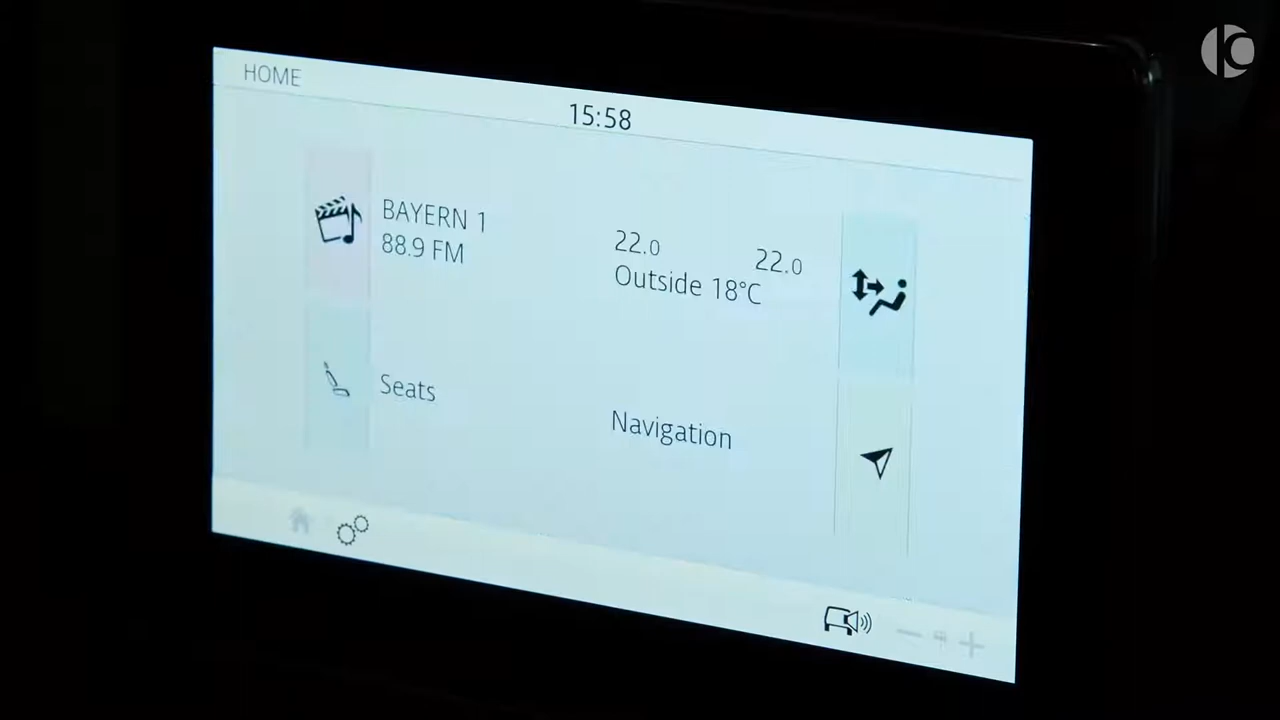 HOME
15:58
BAYERN 1
88.9 FM
22.0 22.0
Outside 18°C
Seats
Navigation